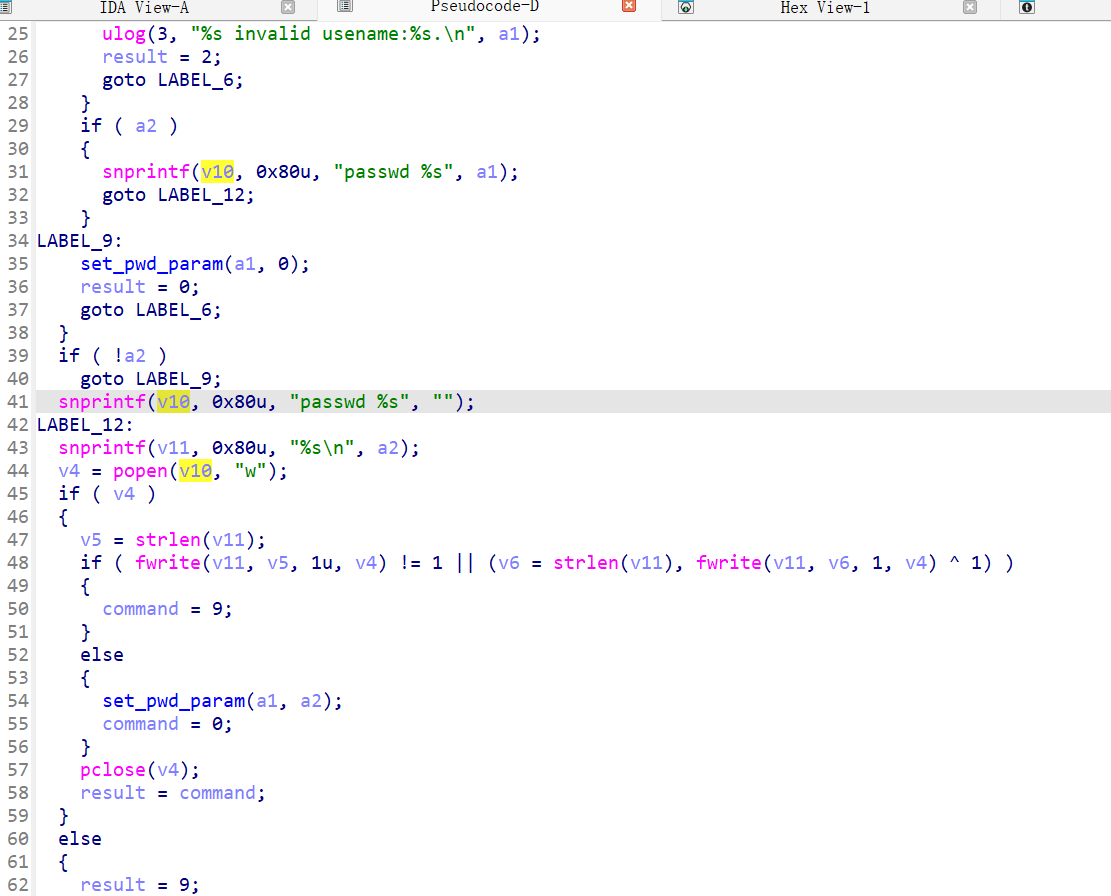 IDA View-A Pseudocode-D Hex View-1
25 ulog(3, "%s invalid usename:%s.\n", a1);
26 result = 2;
27 goto LABEL_6;
28 }
29 if ( a2 )
30 {
31 snprintf(v10, 0x80u, "passwd %s", a1);
32 goto LABEL_12;
33 }
34 LABEL_9:
35 set_pwd_param(a1, 0);
36 result = 0;
37 goto LABEL_6;
38 }
39 if ( !a2 )
40 goto LABEL_9;
41 snprintf(v10, 0x80u, "passwd %s", "");
42 LABEL_12:
43 snprintf(v11, 0x80u, "%s\n", a2);
44 v4 = popen(v10, "w");
45 if ( v4 )
46 {
47 v5 = strlen(v11);
48 if ( fwrite(v11, v5, 1u, v4) != 1 || (v6 = strlen(v11), fwrite(v11, v6, 1, v4) ^ 1) )
49 {
50 command = 9;
51 }
52 else
53 {
54 set_pwd_param(a1, a2);
55 command = 0;
56 }
57 pclose(v4);
58 result = command;
59 }
60 else
61 {
62 result = 9;